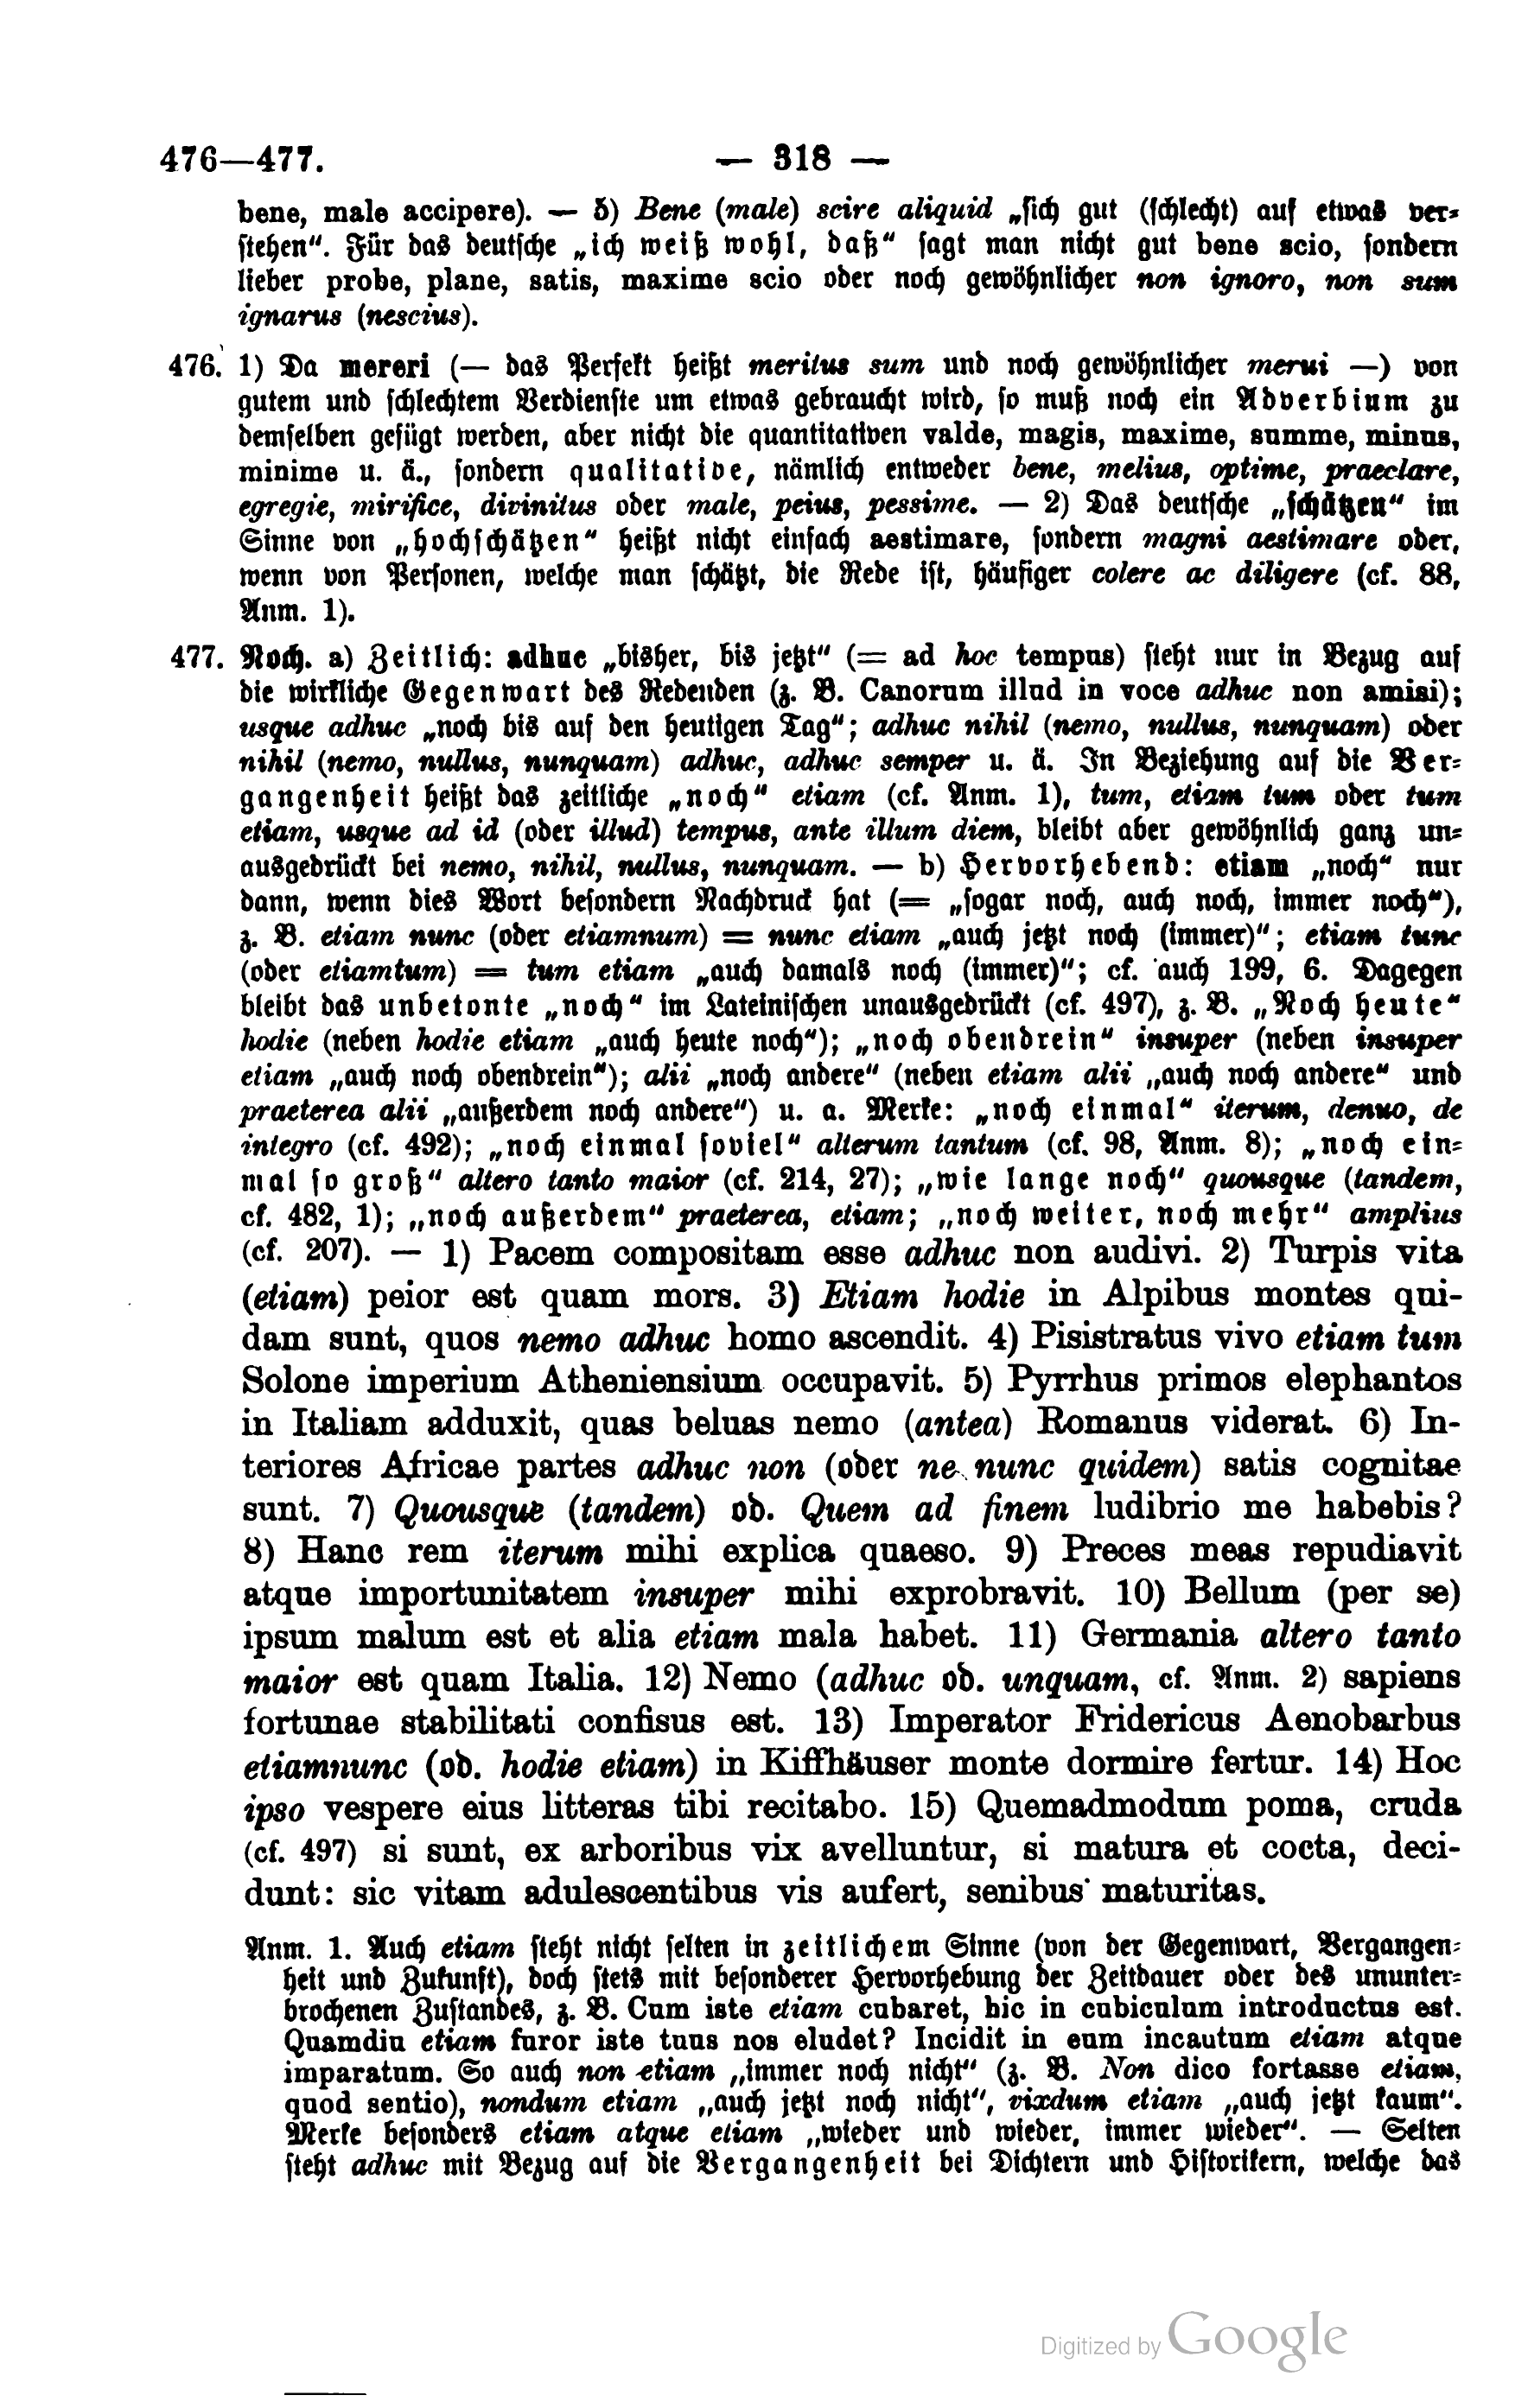 476—477. — 318 —
bene, male accipere). — 5) Bene (male) scire aliquid „sich gut (schlecht) auf etwas ver-
stehen“. Für das deutsche „ich weiß wohl, daß“ sagt man nicht gut bene scio, sondern
lieber probe, plane, satis, maxime scio oder noch gewöhnlicher non ignoro, non sum
ignarus (nescius).
476. 1) Da mereri (— das Perfekt heißt meritus sum und noch gewöhnlicher merui —) von
gutem und schlechtem Verdienste um etwas gebraucht wird, so muß noch ein Adverbium zu
demselben gefügt werden, aber nicht die quantitativen valde, magis, maxime, summe, minus,
minime u. ä., sondern qualitative, nämlich entweder bene, melius, optime, praeclare,
egregie, mirifice, divinitus oder male, peius, pessime. — 2) Das deutsche „schätzen“ im
Sinne von „hochschätzen“ heißt nicht einfach aestimare, sondern magni aestimare oder,
wenn von Personen, welche man schätzt, die Rede ist, häufiger colere ac diligere (cf. 88,
Anm. 1).
477. Noch. a) Zeitlich: adhuc „bisher, bis jetzt“ (= ad hoc tempus) steht nur in Bezug auf
die wirkliche Gegenwart des Redenden (z. B. Canorum illud in voce adhuc non amisi);
usque adhuc „noch bis auf den heutigen Tag“; adhuc nihil (nemo, nullus, nunquam) oder
nihil (nemo, nullus, nunquam) adhuc, adhuc semper u. ä. In Beziehung auf die Ver-
gangenheit heißt das zeitliche „noch“ etiam (cf. Anm. 1), tum, etiam tum oder tum
etiam, usque ad id (oder illud) tempus, ante illum diem, bleibt aber gewöhnlich ganz un-
ausgedrückt bei nemo, nihil, nullus, nunquam. — b) Hervorhebend: etiam „noch“ nur
dann, wenn dies Wort besondern Nachdruck hat (= „sogar noch, auch noch, immer noch“),
z. B. etiam nunc (oder etiamnum) = nunc etiam „auch jetzt noch (immer)“; etiam tunc
(oder etiamtum) = tum etiam „auch damals noch (immer)“; cf. auch 199, 6. Dagegen
bleibt das unbetonte „noch“ im Lateinischen unausgedrückt (cf. 497), z. B. „Noch heute“
hodie (neben hodie etiam „auch heute noch“); „noch obendrein“ insuper (neben insuper
etiam „auch noch obendrein“); alii „noch andere“ (neben etiam alii „auch noch andere“ und
praeterea alii „außerdem noch andere“) u. a. Merke: „noch einmal“ iterum, denuo, de
integro (cf. 492); „noch einmal soviel“ alterum tantum (cf. 98, Anm. 8); „noch ein-
mal so groß“ altero tanto maior (cf. 214, 27); „wie lange noch“ quousque (tandem,
cf. 482, 1); „noch außerdem“ praeterea, etiam; „noch weiter, noch mehr“ amplius
(cf. 207). — 1) Pacem compositam esse adhuc non audivi. 2) Turpis vita
(etiam) peior est quam mors. 3) Etiam hodie in Alpibus montes qui-
dam sunt, quos nemo adhuc homo ascendit. 4) Pisistratus vivo etiam tum
Solone imperium Atheniensium occupavit. 5) Pyrrhus primos elephantos
in Italiam adduxit, quas beluas nemo (antea) Romanus viderat. 6) In-
teriores Africae partes adhuc non (oder ne nunc quidem) satis cognitae
sunt. 7) Quousque (tandem) od. Quem ad finem ludibrio me habebis?
8) Hanc rem iterum mihi explica quaeso. 9) Preces meas repudiavit
atque importunitatem insuper mihi exprobravit. 10) Bellum (per se)
ipsum malum est et alia etiam mala habet. 11) Germania altero tanto
maior est quam Italia. 12) Nemo (adhuc od. unquam, cf. Anm. 2) sapiens
fortunae stabilitati confisus est. 13) Imperator Fridericus Aenobarbus
etiamnunc (od. hodie etiam) in Kiffhäuser monte dormire fertur. 14) Hoc
ipso vespere eius litteras tibi recitabo. 15) Quemadmodum poma, cruda
(cf. 497) si sunt, ex arboribus vix avelluntur, si matura et cocta, deci-
dunt: sic vitam adulescentibus vis aufert, senibus maturitas.
Anm. 1. Auch etiam steht nicht selten in zeitlichem Sinne (von der Gegenwart, Vergangen-
heit und Zukunft), doch stets mit besonderer Hervorhebung der Zeitdauer oder des ununter-
brochenen Zustandes, z. B. Cum iste etiam cubaret, hic in cubiculum introductus est.
Quamdiu etiam furor iste tuus nos eludet? Incidit in eum incautum etiam atque
imparatum. So auch non etiam „immer noch nicht“ (z. B. Non dico fortasse etiam,
quod sentio), nondum etiam „auch jetzt noch nicht“, vixdum etiam „auch jetzt kaum“.
Merke besonders etiam atque etiam „wieder und wieder, immer wieder“. — Selten
steht adhuc mit Bezug auf die Vergangenheit bei Dichtern und Historikern, welche das
Digitized by Google